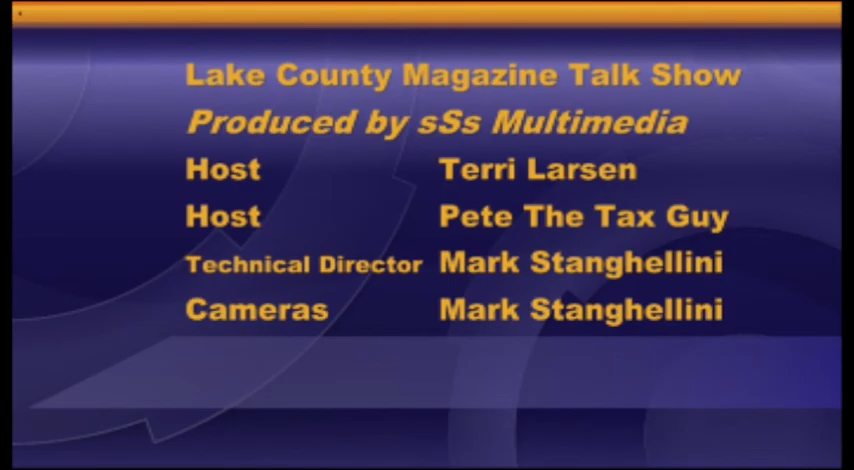 Lake County Magazine Talk Show
Produced by sSs Multimedia
Host Terri Larsen
Host Pete The Tax Guy
Technical Director Mark Stanghellini
Cameras Mark Stanghellini